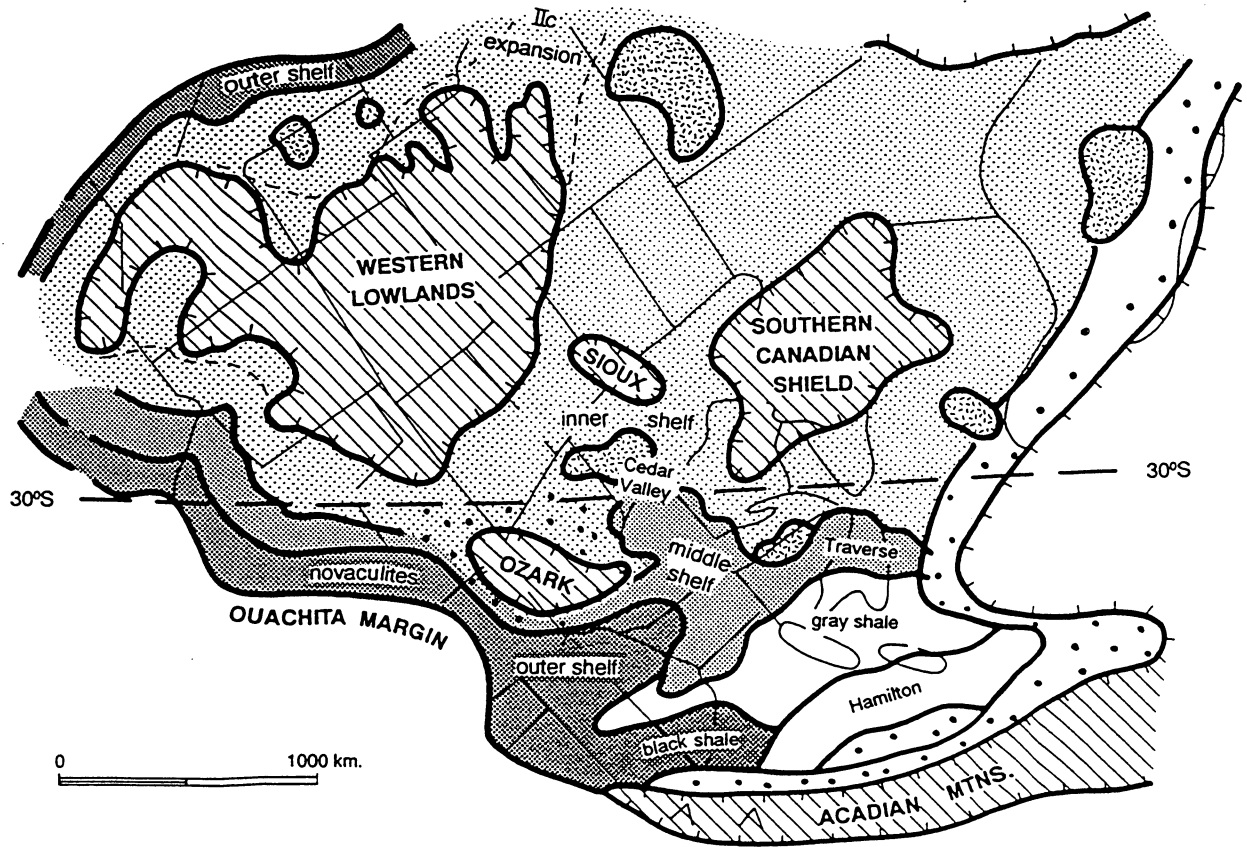 IIc
expansion
outer shelf
WESTERN
LOWLANDS
SOUTHERN
CANADIAN
SHIELD
SIOUX
inner shelf
Cedar
Valley
30ºS
30ºS
middle
shelf
Traverse
OZARK
novaculites
OUACHITA MARGIN
gray shale
outer shelf
Hamilton
black shale
0 1000 km.
ACADIAN MTNS.